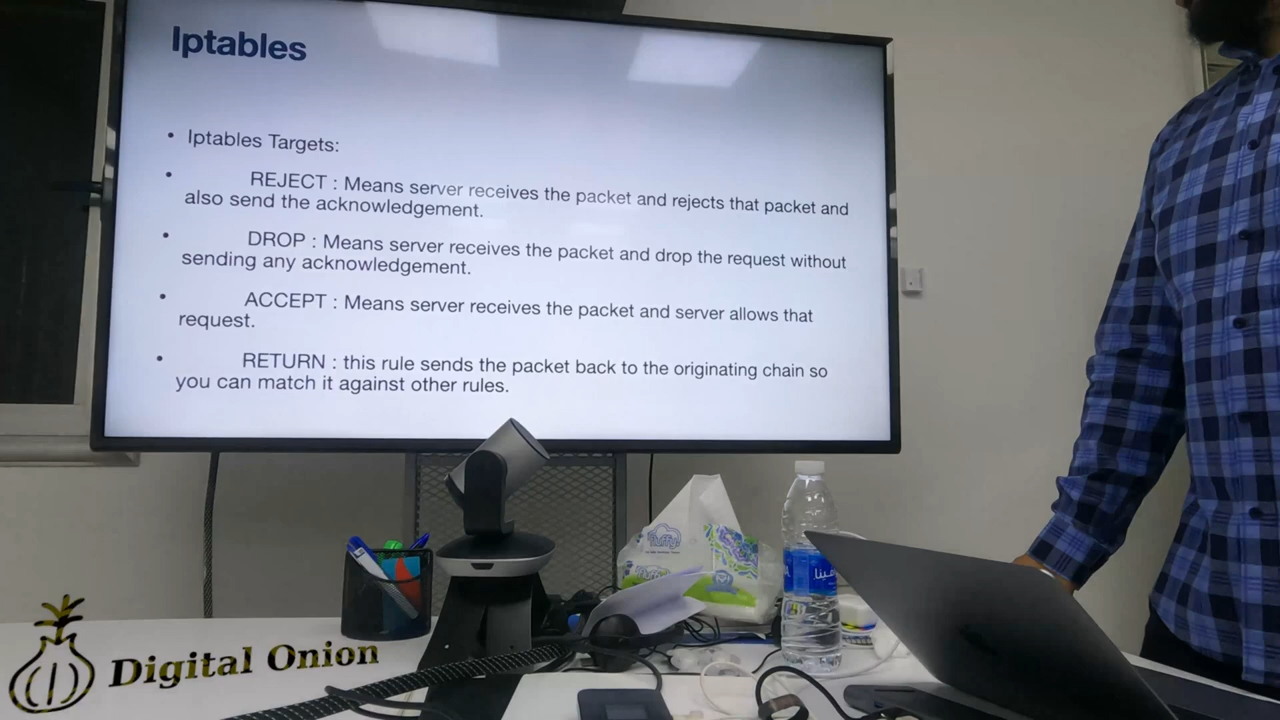 Iptables
• Iptables Targets:
• REJECT : Means server receives the packet and rejects that packet and
also send the acknowledgement.
• DROP : Means server receives the packet and drop the request without
sending any acknowledgement.
• ACCEPT : Means server receives the packet and server allows that
request.
• RETURN : this rule sends the packet back to the originating chain so
you can match it against other rules.
Digital Onion